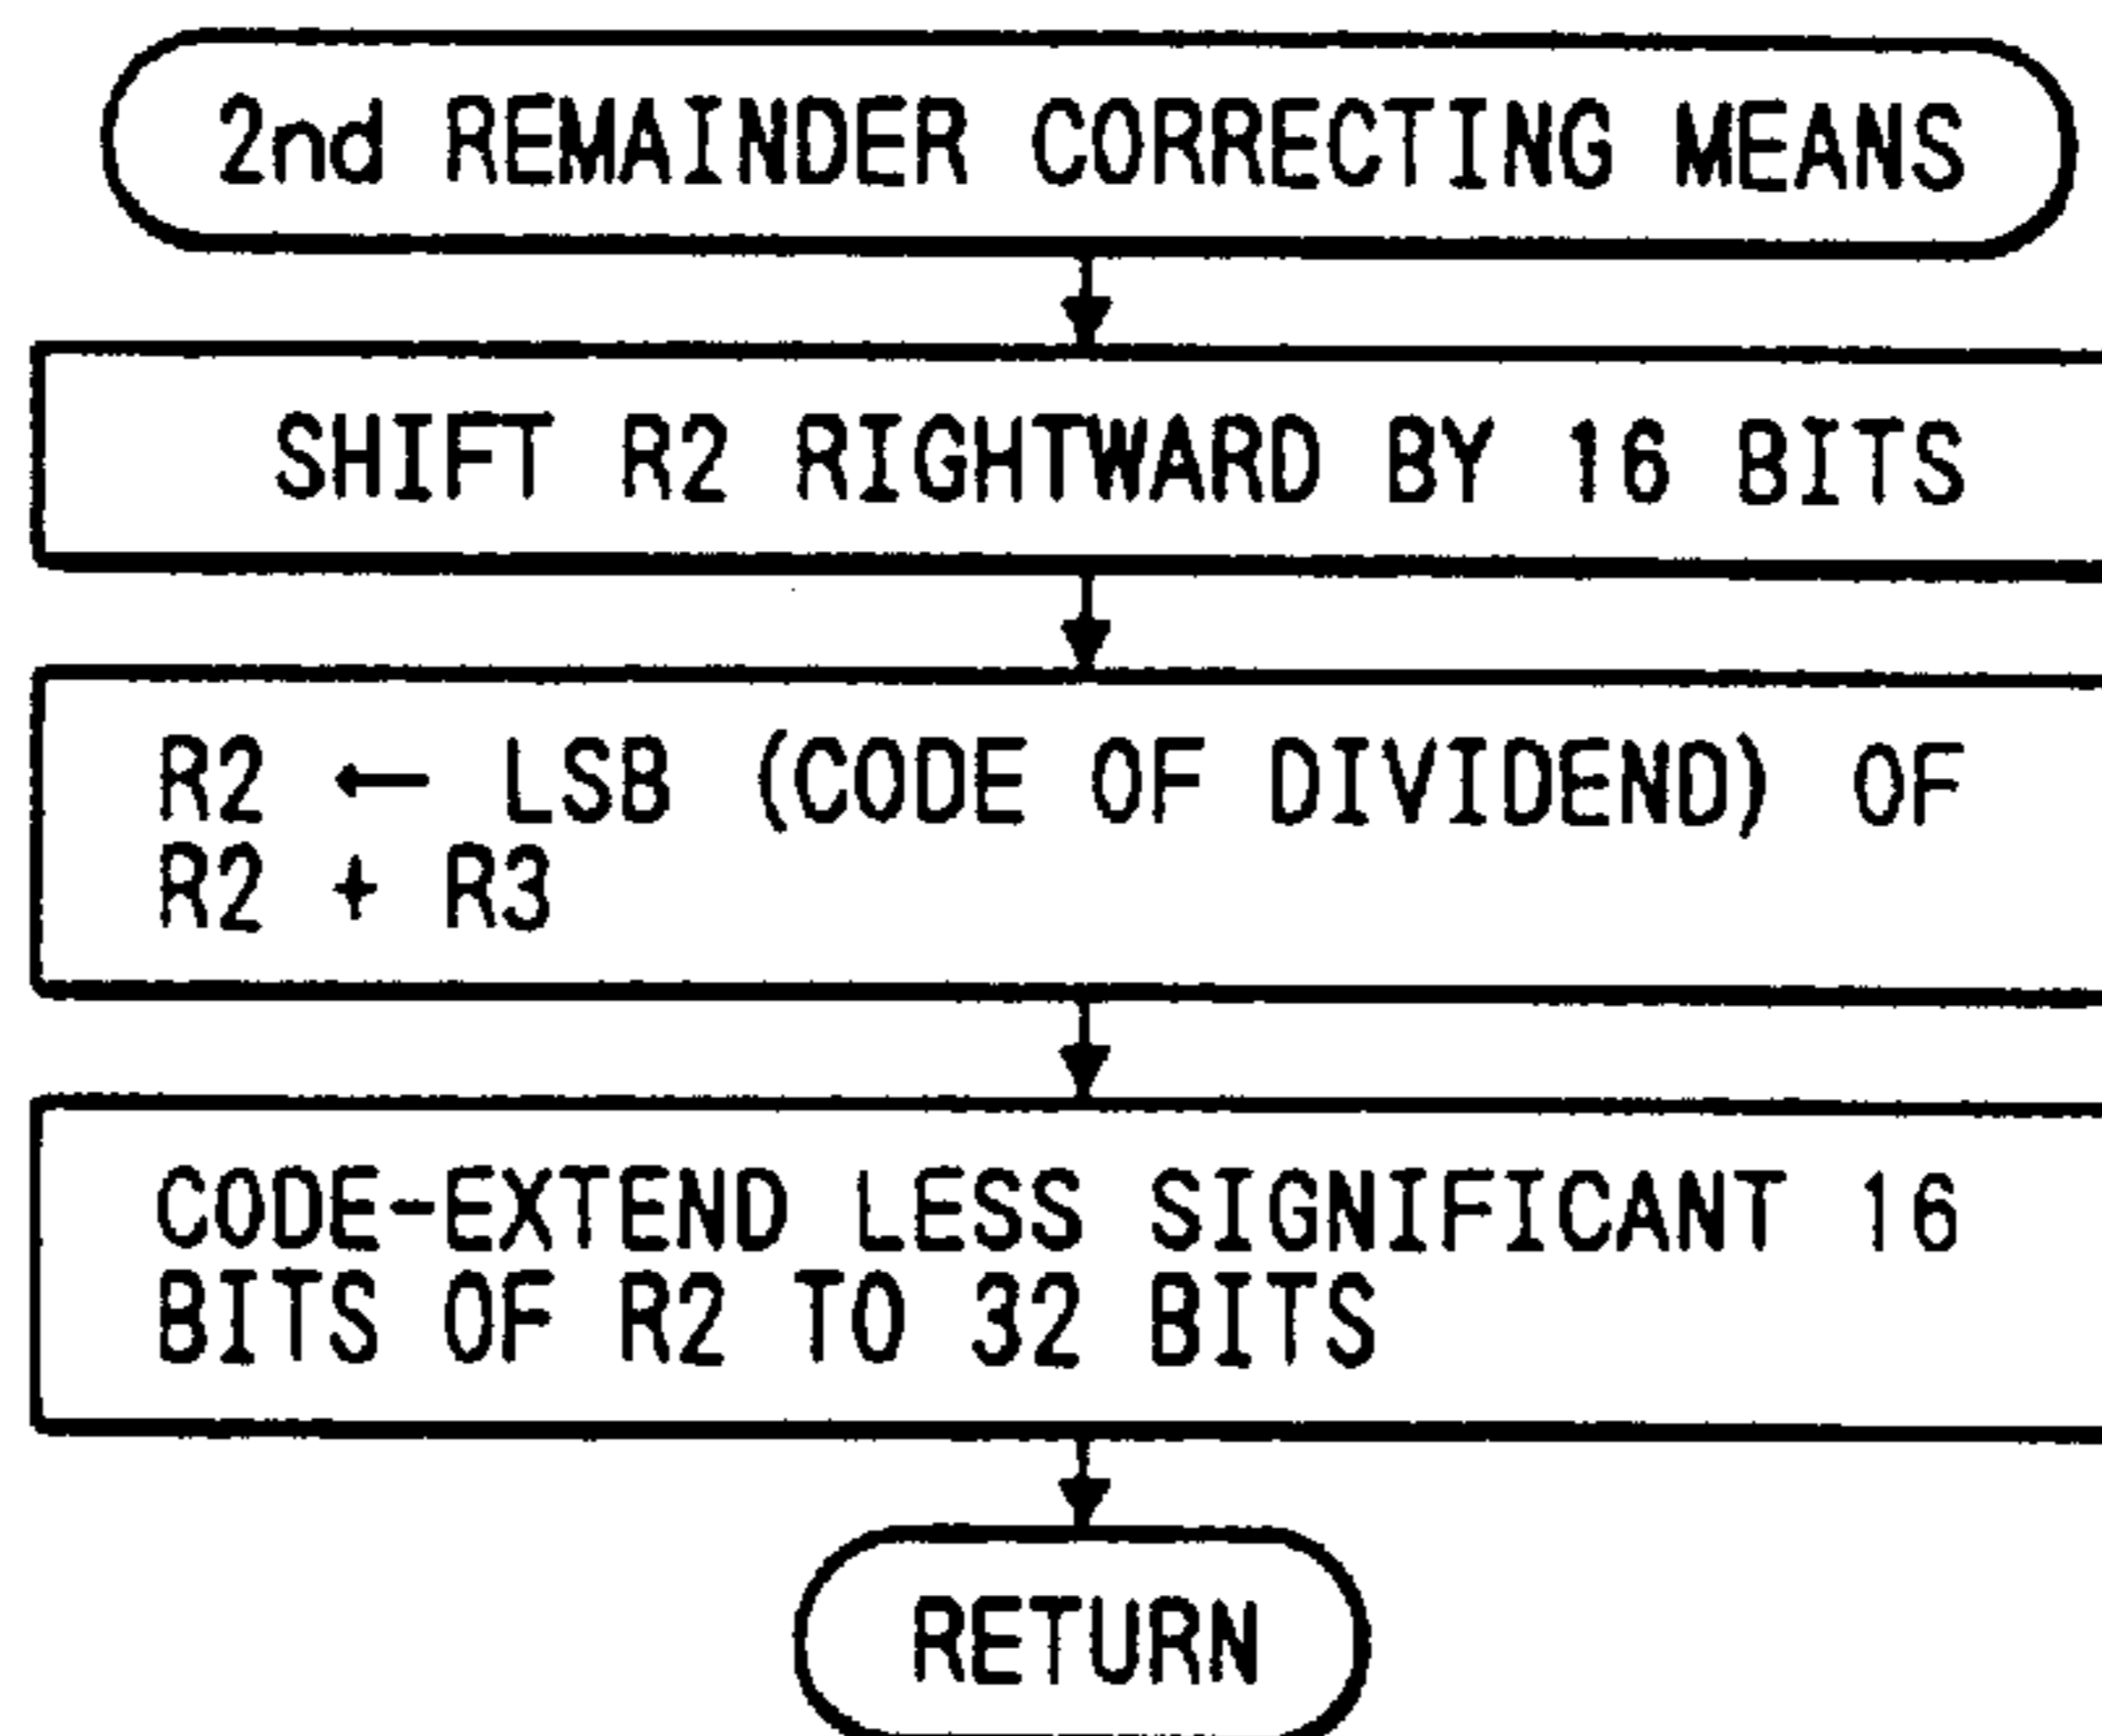 2nd REMAINDER CORRECTING MEANS
SHIFT R2 RIGHTWARD BY 16 BITS
R2 ← LSB (CODE OF DIVIDEND) OF
R2 + R3
CODE-EXTEND LESS SIGNIFICANT 16
BITS OF R2 TO 32 BITS
RETURN